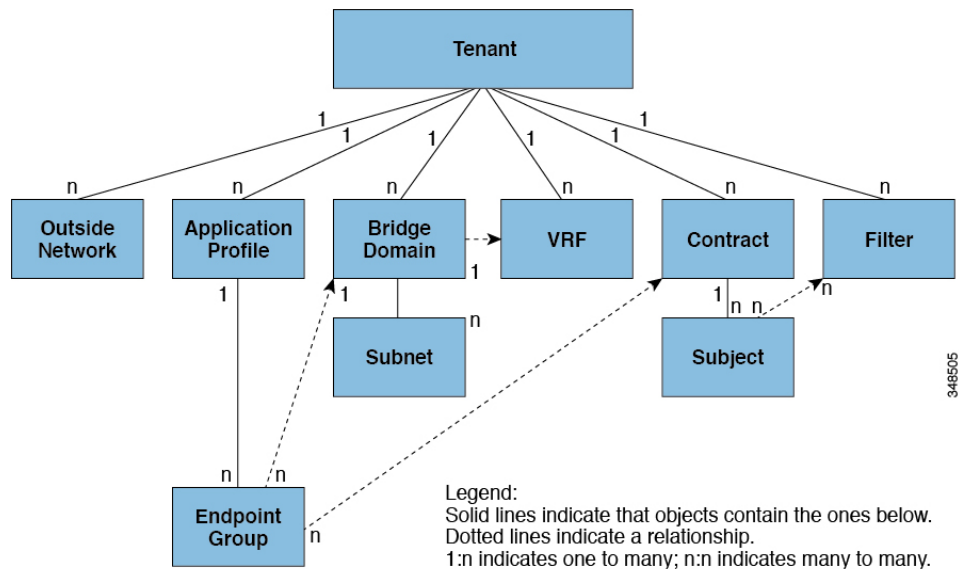 Tenant
1
1
1
1
1
1
n
n
n
n
n
n
Outside
Network
Application
Profile
Bridge
Domain
VRF
Contract
Filter
1
1
1
1
n
n
n
n
Subnet
Subject
348505
n
n
Endpoint
Group
n
Legend:
Solid lines indicate that objects contain the ones below.
Dotted lines indicate a relationship.
1:n indicates one to many; n:n indicates many to many.